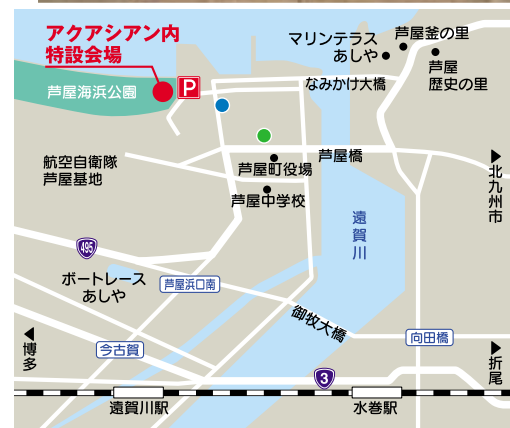 アクアシアン内
特設会場
芦屋海浜公園
P
マリンテラス
あしや
芦屋釜の里
芦屋
歴史の里
なみかけ大橋
航空自衛隊
芦屋基地
芦屋町役場
芦屋橋
芦屋中学校
北九州市
遠賀川
495
ボートレース
あしや
芦屋浜口南
御牧大橋
博多
今古賀
向田橋
折尾
3
遠賀川駅
水巻駅